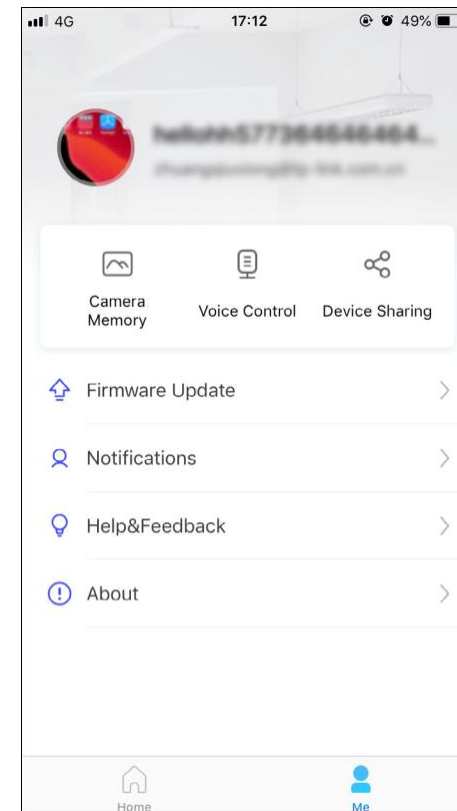 4G 17:12 49%
Camera
Memory
Voice Control
Device Sharing
Firmware Update
Notifications
Help&Feedback
About
Home
Me